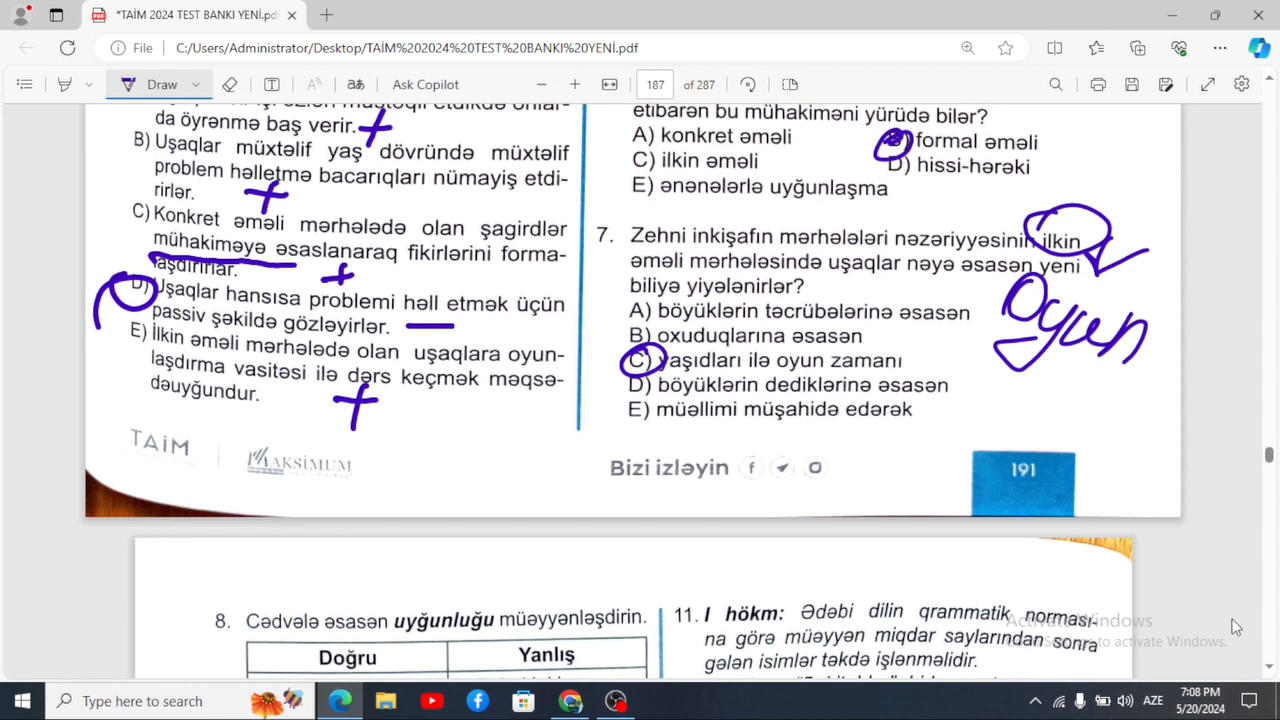 *TAİM 2024 TEST BANKI YENİ.pdf
File C:/Users/Administrator/Desktop/TAİM%202024%20TEST%20BANKI%20YENİ.pdf
Draw aあ Ask Copilot 187 of 287
da öyrənmə baş verir.
B) Uşaqlar müxtəlif yaş dövründə müxtəlif
problem həlletmə bacarıqları nümayiş etdi-
rirlər.
C) Konkret əməli mərhələdə olan şagirdlər
mühakiməyə əsaslanaraq fikirlərini forma-
laşdırırlar.
D) Uşaqlar hansısa problemi həll etmək üçün
passiv şəkildə gözləyirlər.
E) İlkin əməli mərhələdə olan uşaqlara oyun-
laşdırma vasitəsi ilə dərs keçmək məqsə-
dəuyğundur.
TAİM MAKSİMUM
etibarən bu mühakiməni yürüdə bilər?
A) konkret əməli B) formal əməli
C) ilkin əməli D) hissi-hərəki
E) ənənələrlə uyğunlaşma
7. Zehni inkişafın mərhələləri nəzəriyyəsinin ilkin
əməli mərhələsində uşaqlar nəyə əsasən yeni
biliyə yiyələnirlər?
A) böyüklərin təcrübələrinə əsasən
B) oxuduqlarına əsasən
C) yaşıdları ilə oyun zamanı
D) böyüklərin dediklərinə əsasən
E) müəllimi müşahidə edərək
Oyun
Bizi izləyin 191
8. Cədvələ əsasən uyğunluğu müəyyənləşdirin.
Doğru Yanlış
11. I hökm: Ədəbi dilin qrammatik norması-
na görə müəyyən miqdar saylarından sonra
gələn isimlər təkdə işlənməlidir.
Activate Windows
to activate Windows.
Type here to search
AZE 7:08 PM
5/20/2024